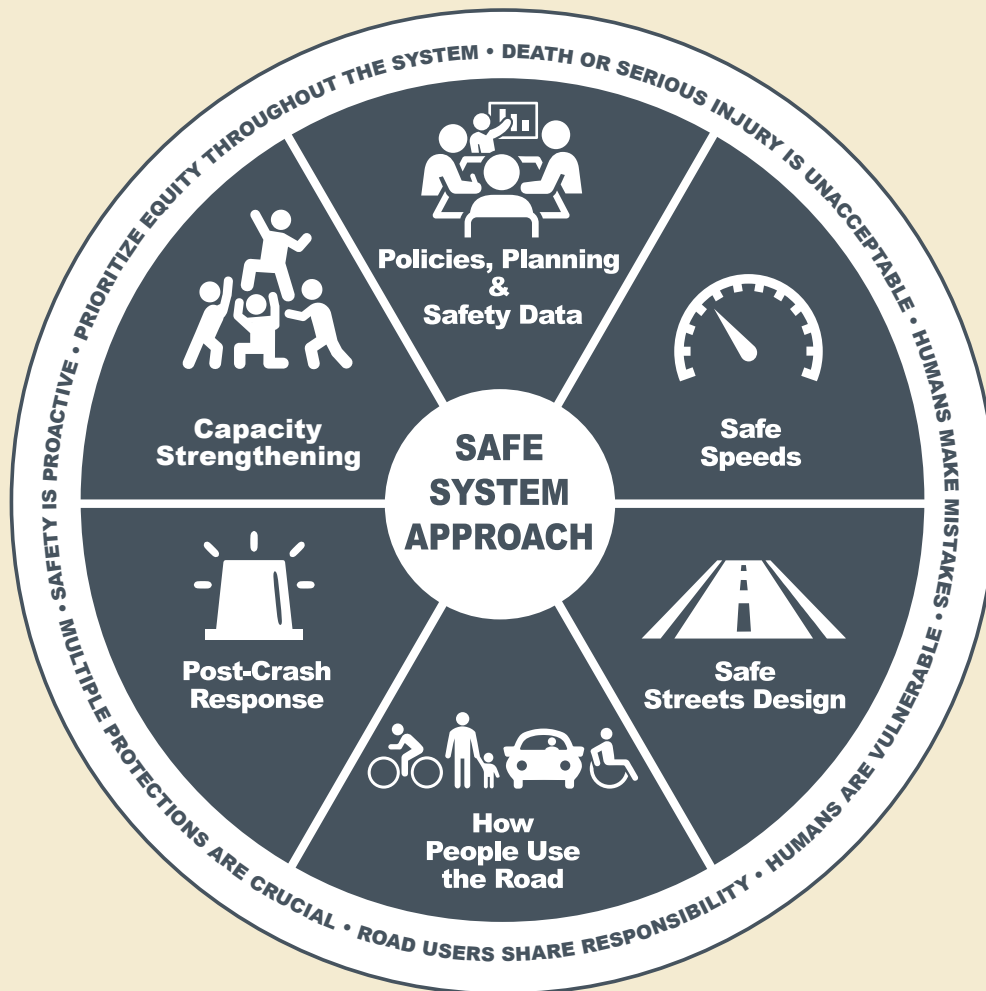 PRIORITIZE EQUITY THROUGHOUT THE SYSTEM • DEATH OR SERIOUS INJURY IS UNACCEPTABLE • HUMANS MAKE MISTAKES • HUMANS ARE VULNERABLE • ROAD USERS SHARE RESPONSIBILITY • MULTIPLE PROTECTIONS ARE CRUCIAL • SAFETY IS PROACTIVE •
Policies, Planning
&
Safety Data
Safe
Speeds
Safe
Streets Design
How
People Use
the Road
Post-Crash
Response
Capacity
Strengthening
SAFE
SYSTEM
APPROACH